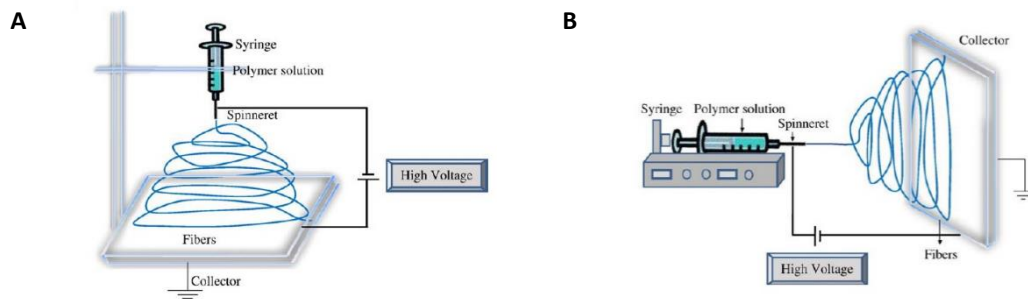 A
Syringe
Polymer solution
Spinneret
High Voltage
Fibers
Collector
B
Collector
Syringe
Polymer solution
Spinneret
Fibers
High Voltage